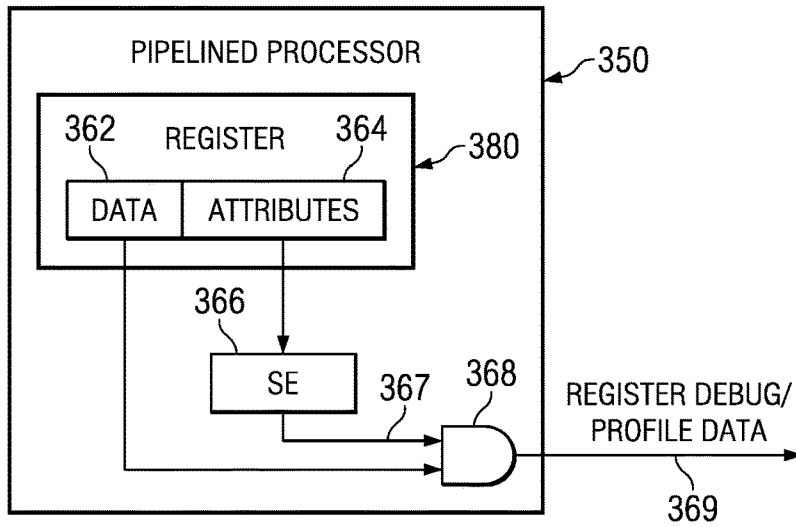 PIPELINED PROCESSOR
350
362
REGISTER
364
380
DATA
ATTRIBUTES
366
SE
367
368
REGISTER DEBUG/
PROFILE DATA
369